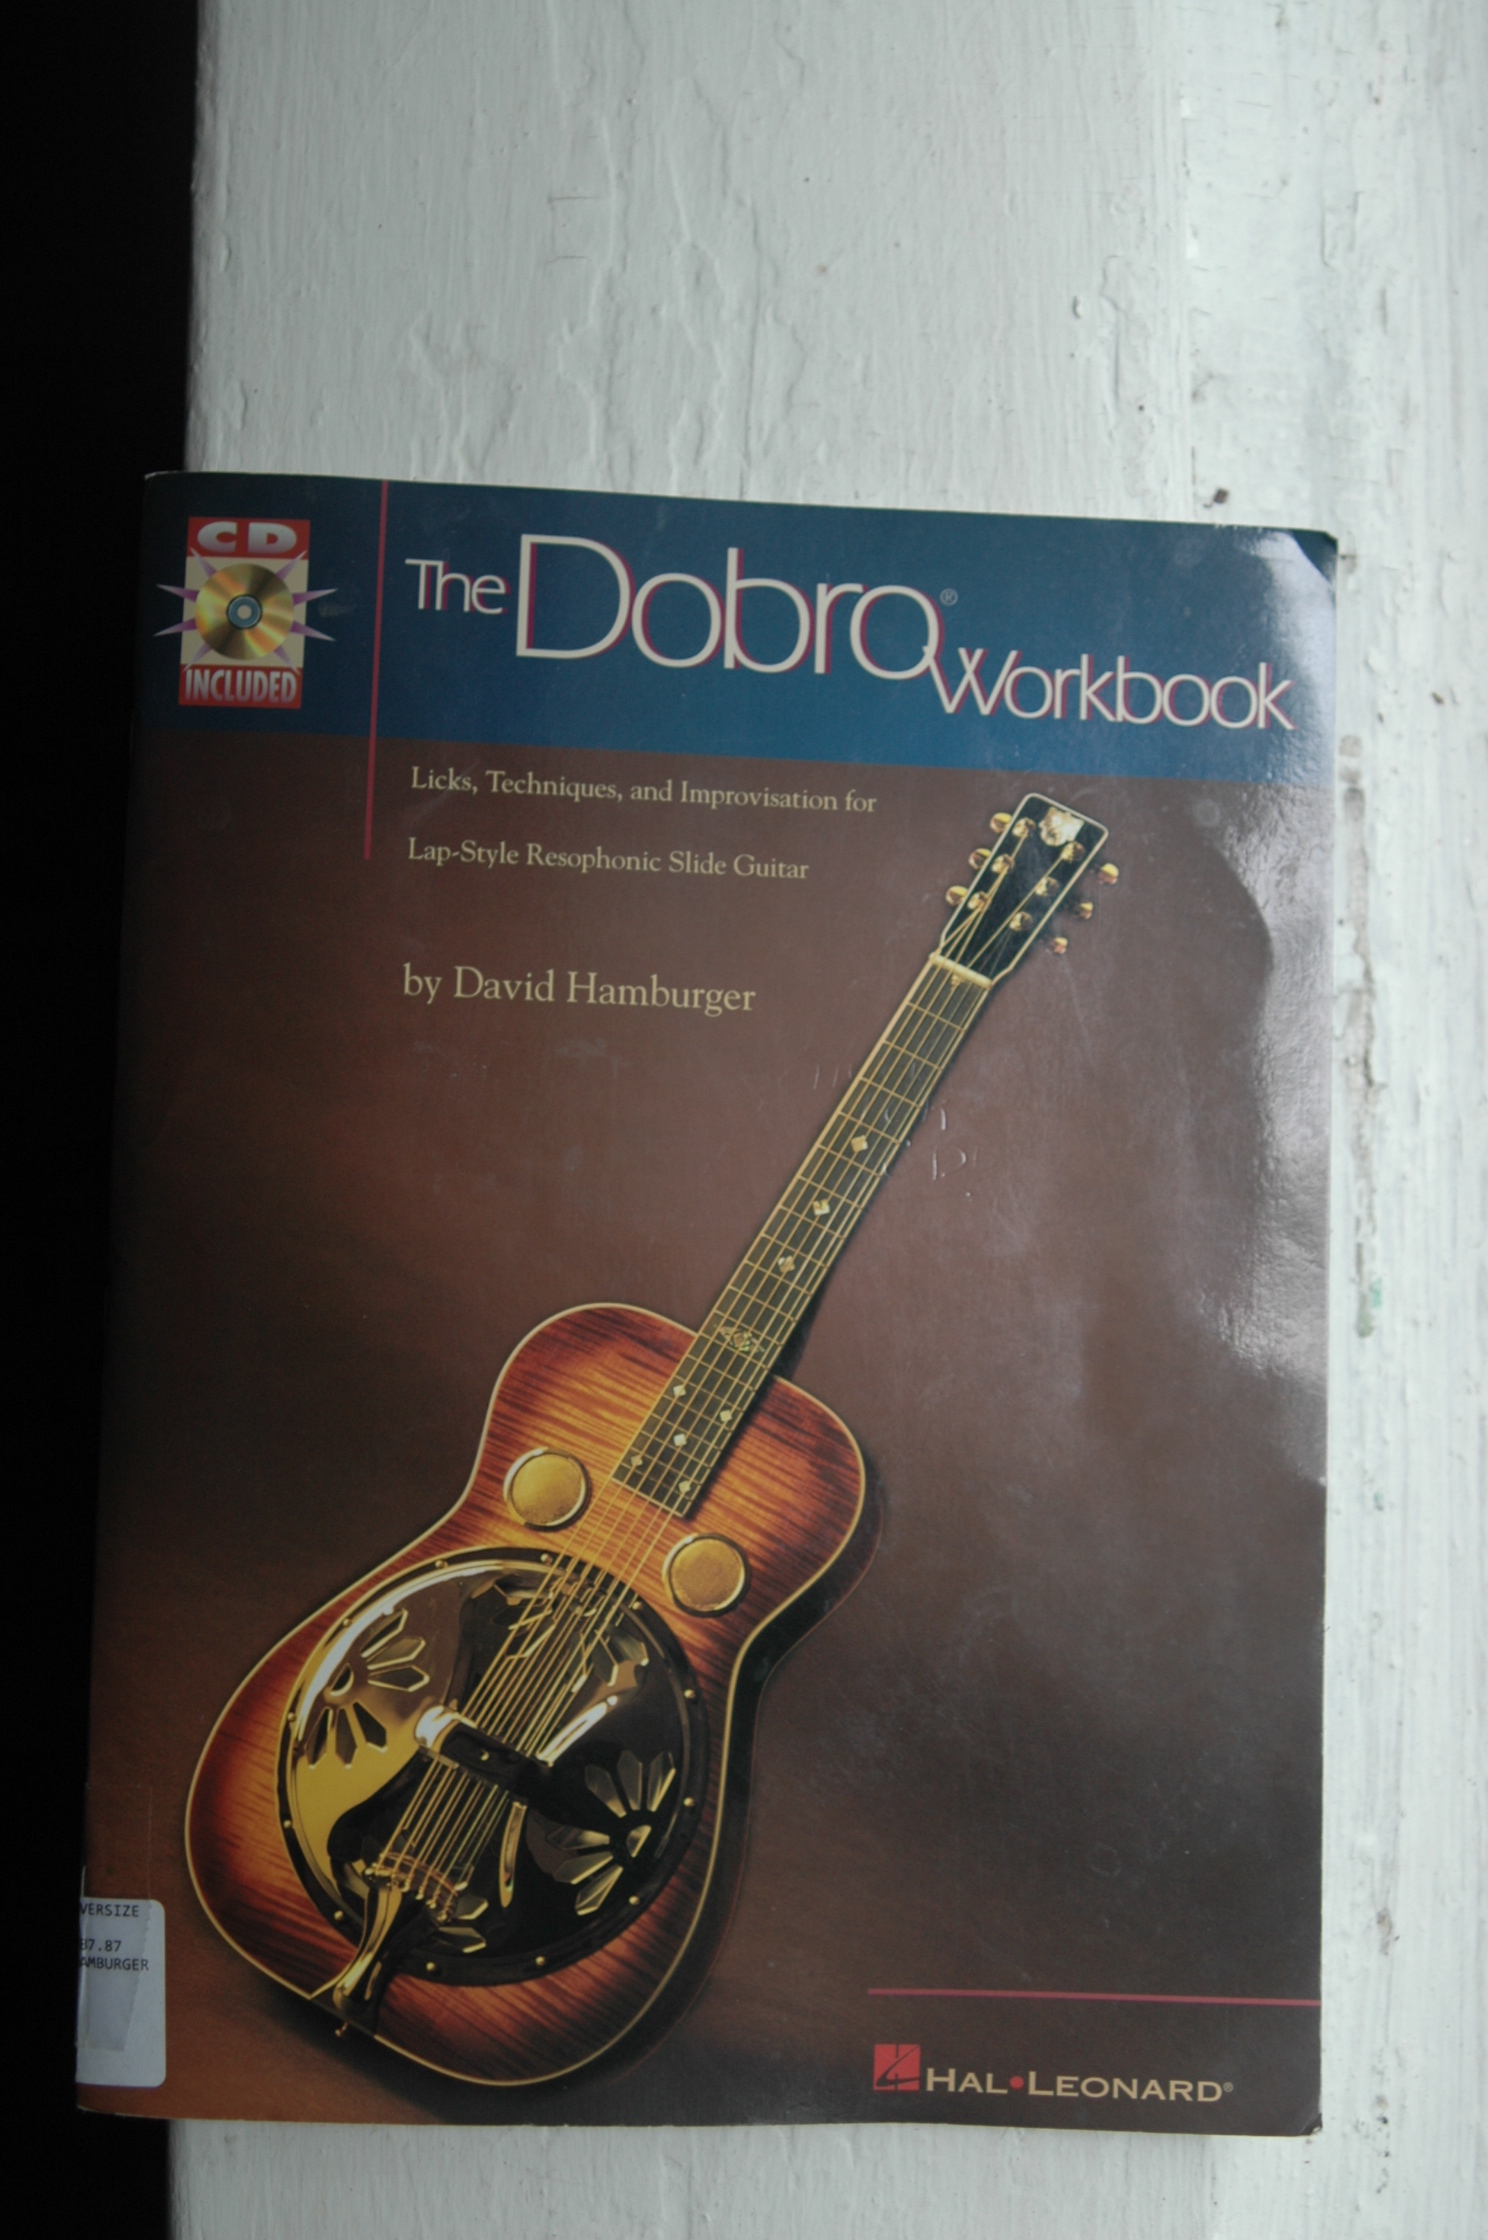 CD
INCLUDED
The Dobro® Workbook
Licks, Techniques, and Improvisation for
Lap-Style Resophonic Slide Guitar
by David Hamburger
VERSIZE
87.87
AMBURGER
HAL•LEONARD®